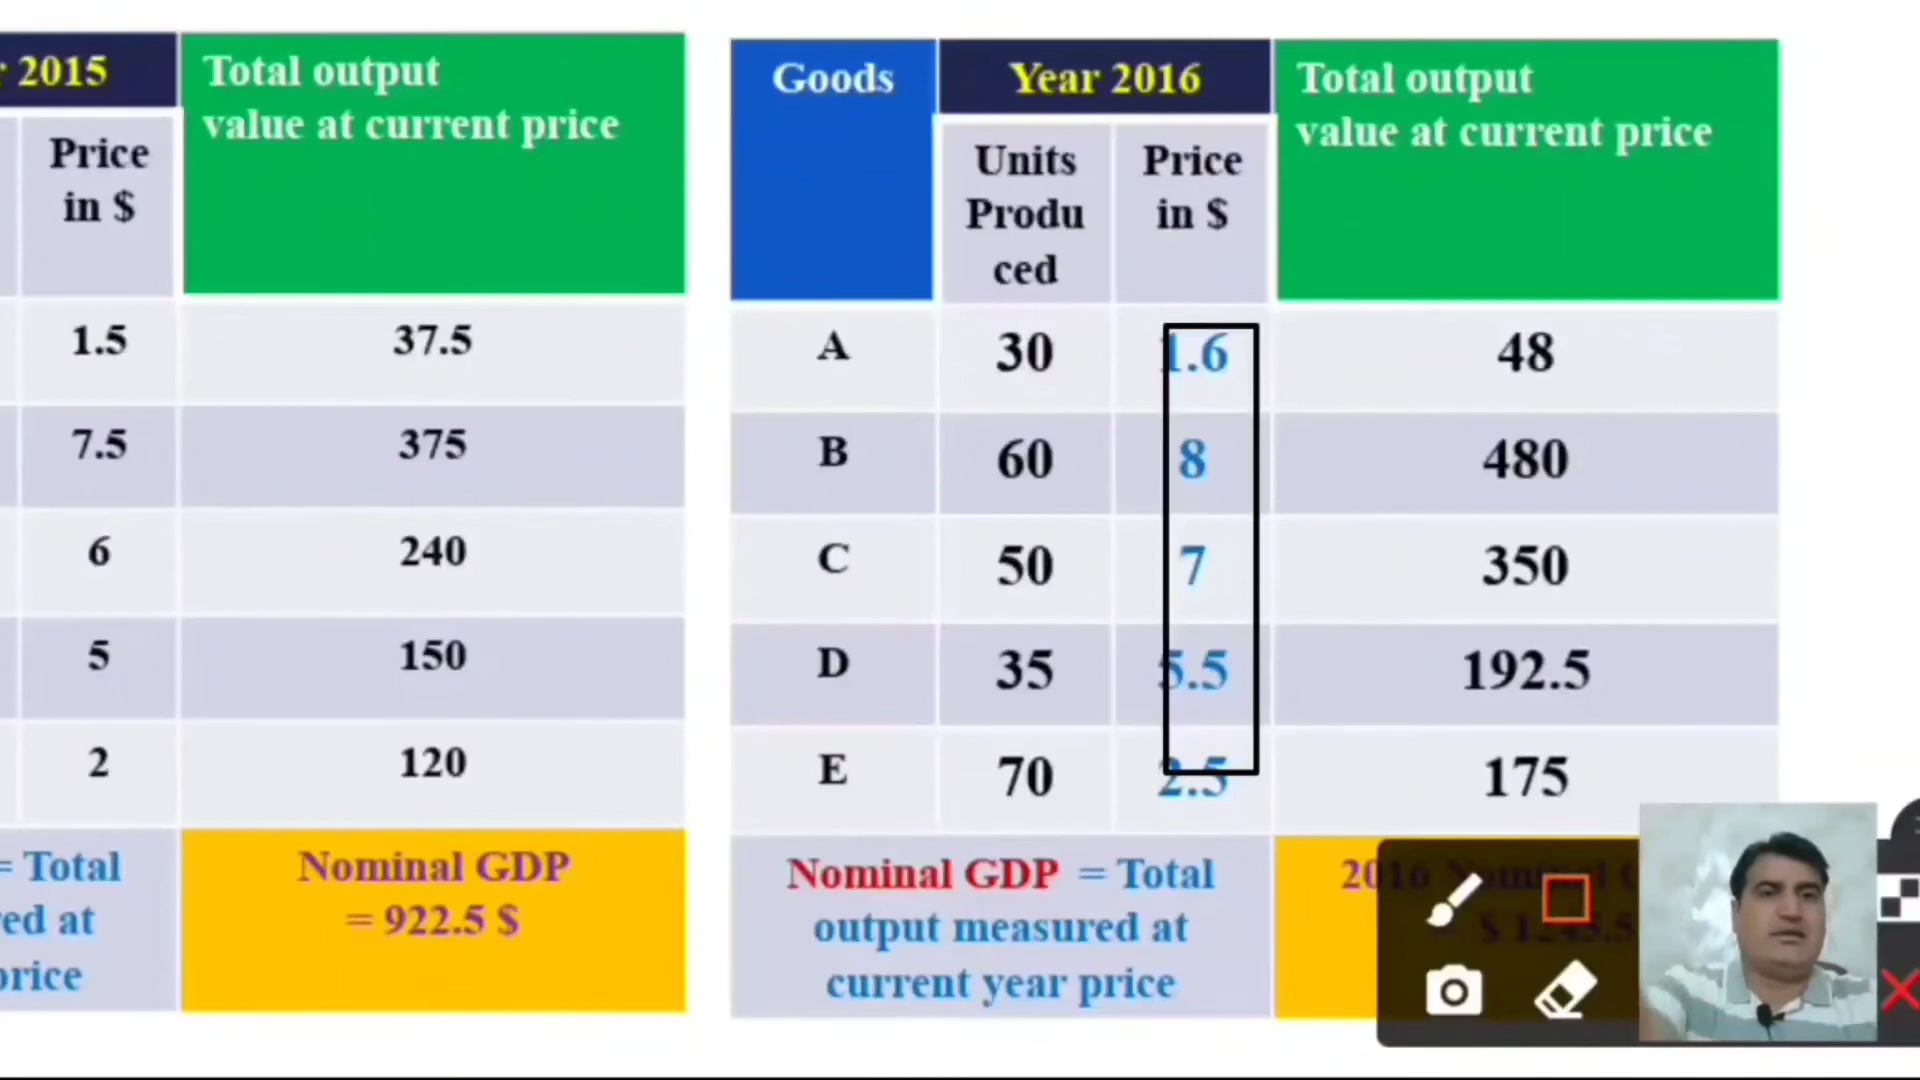 2015
Total output
value at current price
Price
in $
1.5
37.5
7.5
375
6
240
5
150
2
120
= Total
ed at
price
Nominal GDP
= 922.5 $
Goods
Year 2016
Total output
value at current price
Units
Produ
ced
Price
in $
A
30
1.6
48
B
60
8
480
C
50
7
350
D
35
5.5
192.5
E
70
2.5
175
Nominal GDP = Total
output measured at
current year price
2016